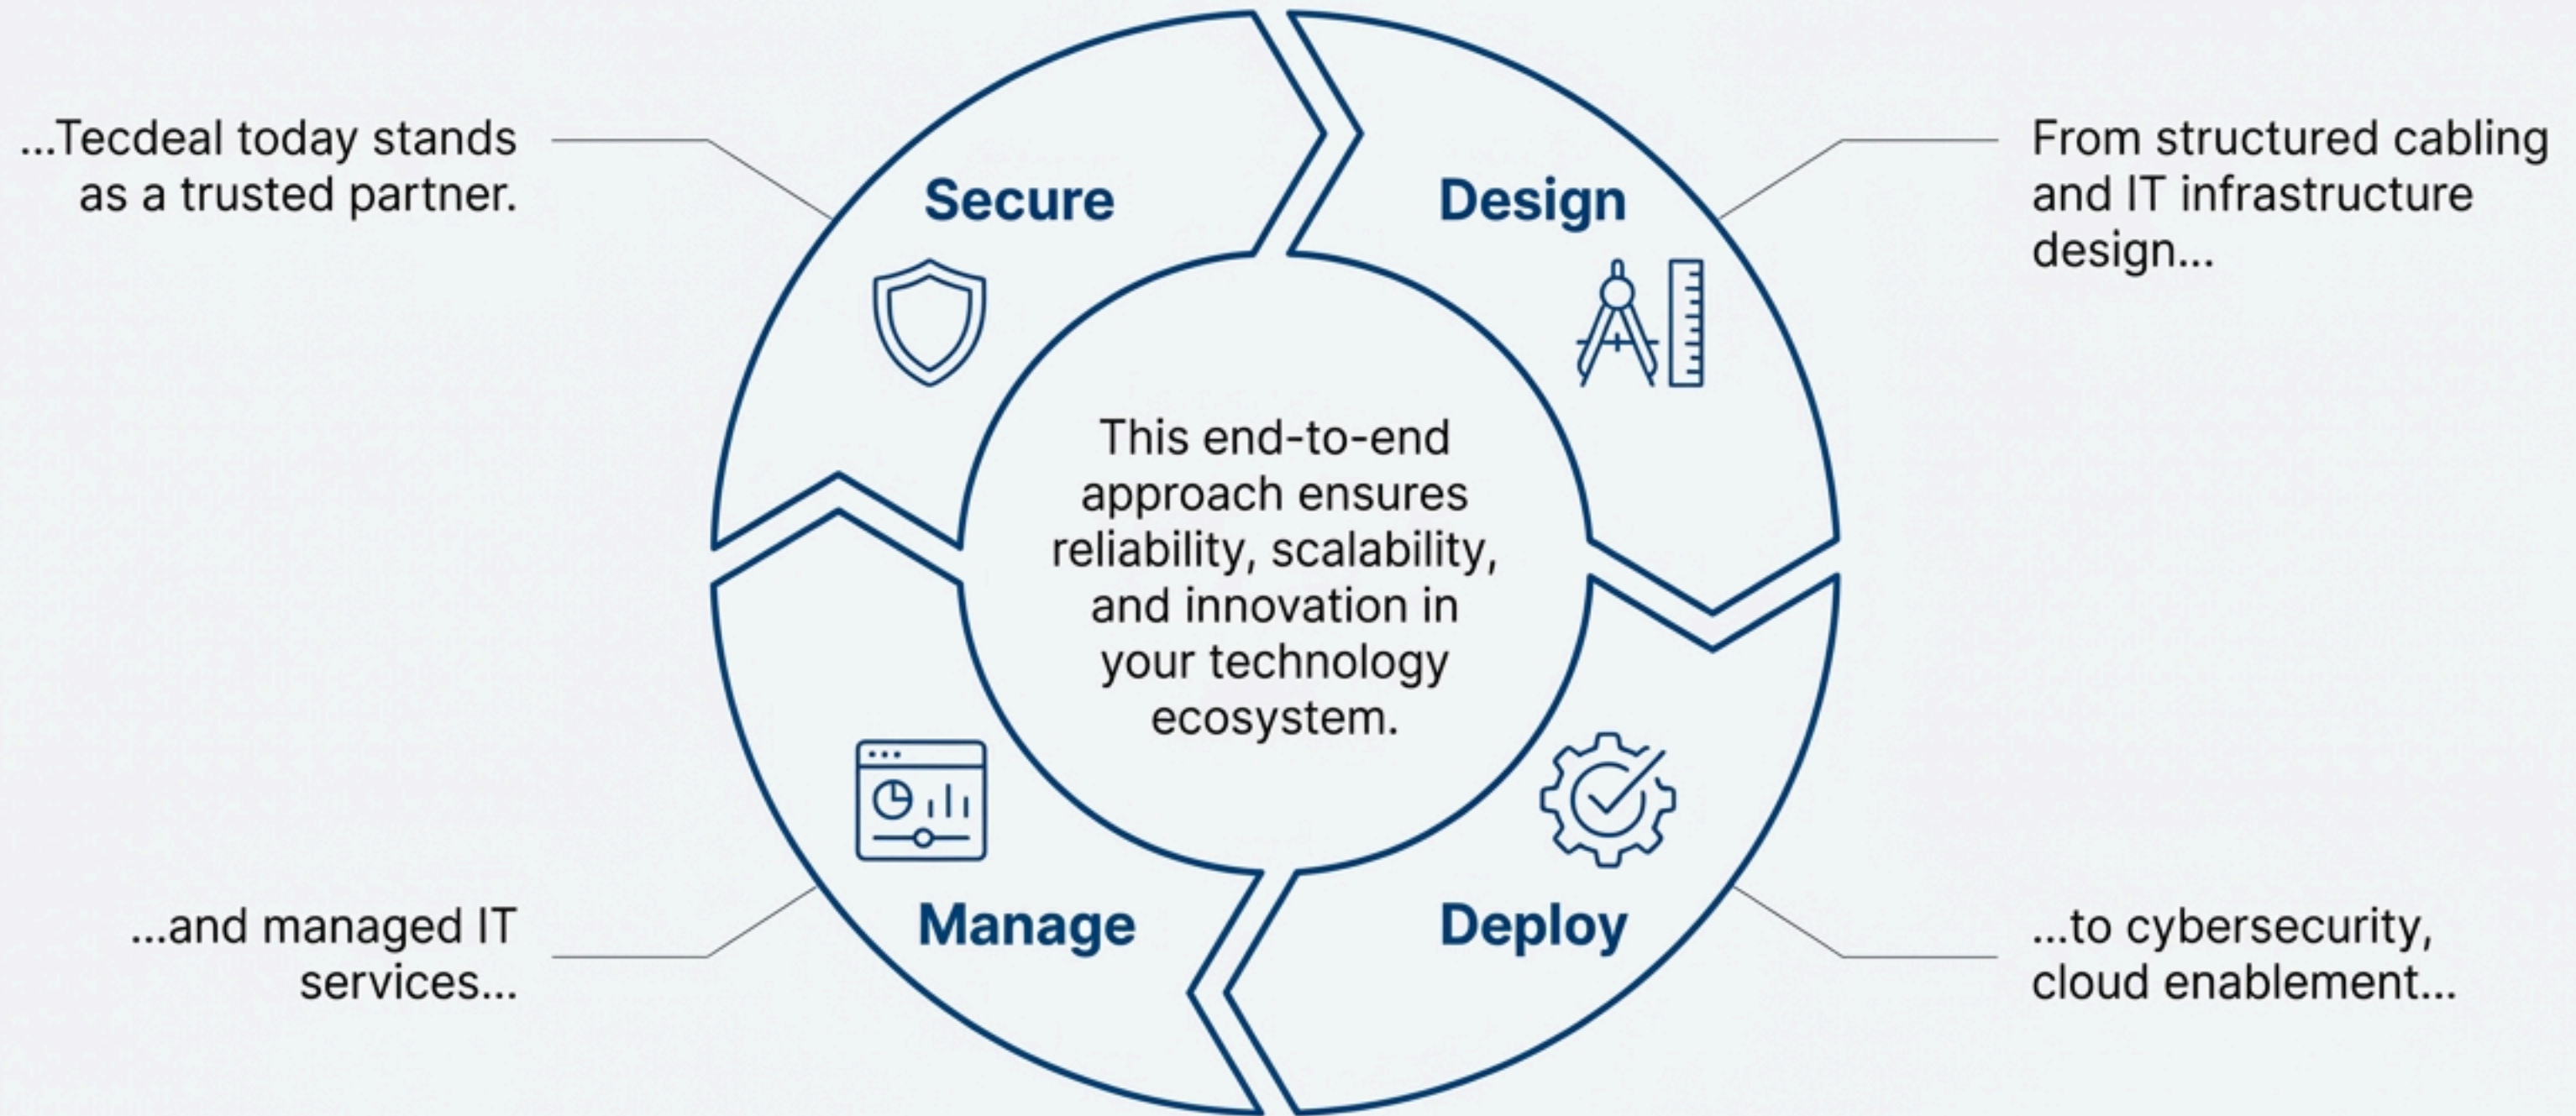 ...Tecdeal today stands
as a trusted partner.
Secure
Design
From structured cabling
and IT infrastructure
design...
This end-to-end
approach ensures
reliability, scalability,
and innovation in
your technology
ecosystem.
...and managed IT
services...
Manage
Deploy
...to cybersecurity,
cloud enablement...